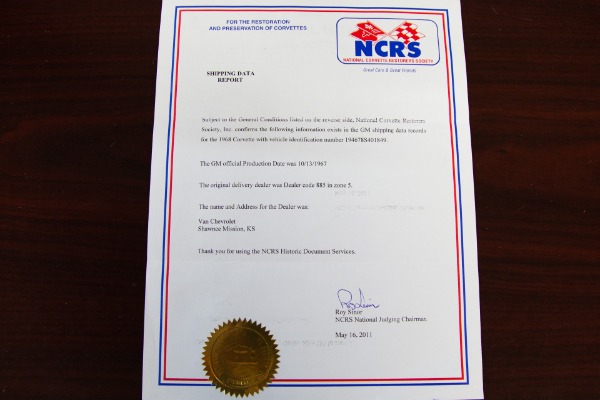 FOR THE RESTORATION
AND PRESERVATION OF CORVETTES
NCRS
NATIONAL CORVETTE RESTORERS SOCIETY
Great Cars & Great Friends
SHIPPING DATA
REPORT
Subject to the General Conditions listed on the reverse side, National Corvette Restorers
Society, Inc. confirms the following information exists in the GM shipping data records
for the 1968 Corvette with vehicle identification number 194678S401849.
The GM official Production Date was 10/13/1967
The original delivery dealer was Dealer code 885 in zone 5.
The name and Address for the Dealer was:
Van Chevrolet
Shawnee Mission, KS
Thank you for using the NCRS Historic Document Services.
Roy Sinor
NCRS National Judging Chairman.
May 16, 2011